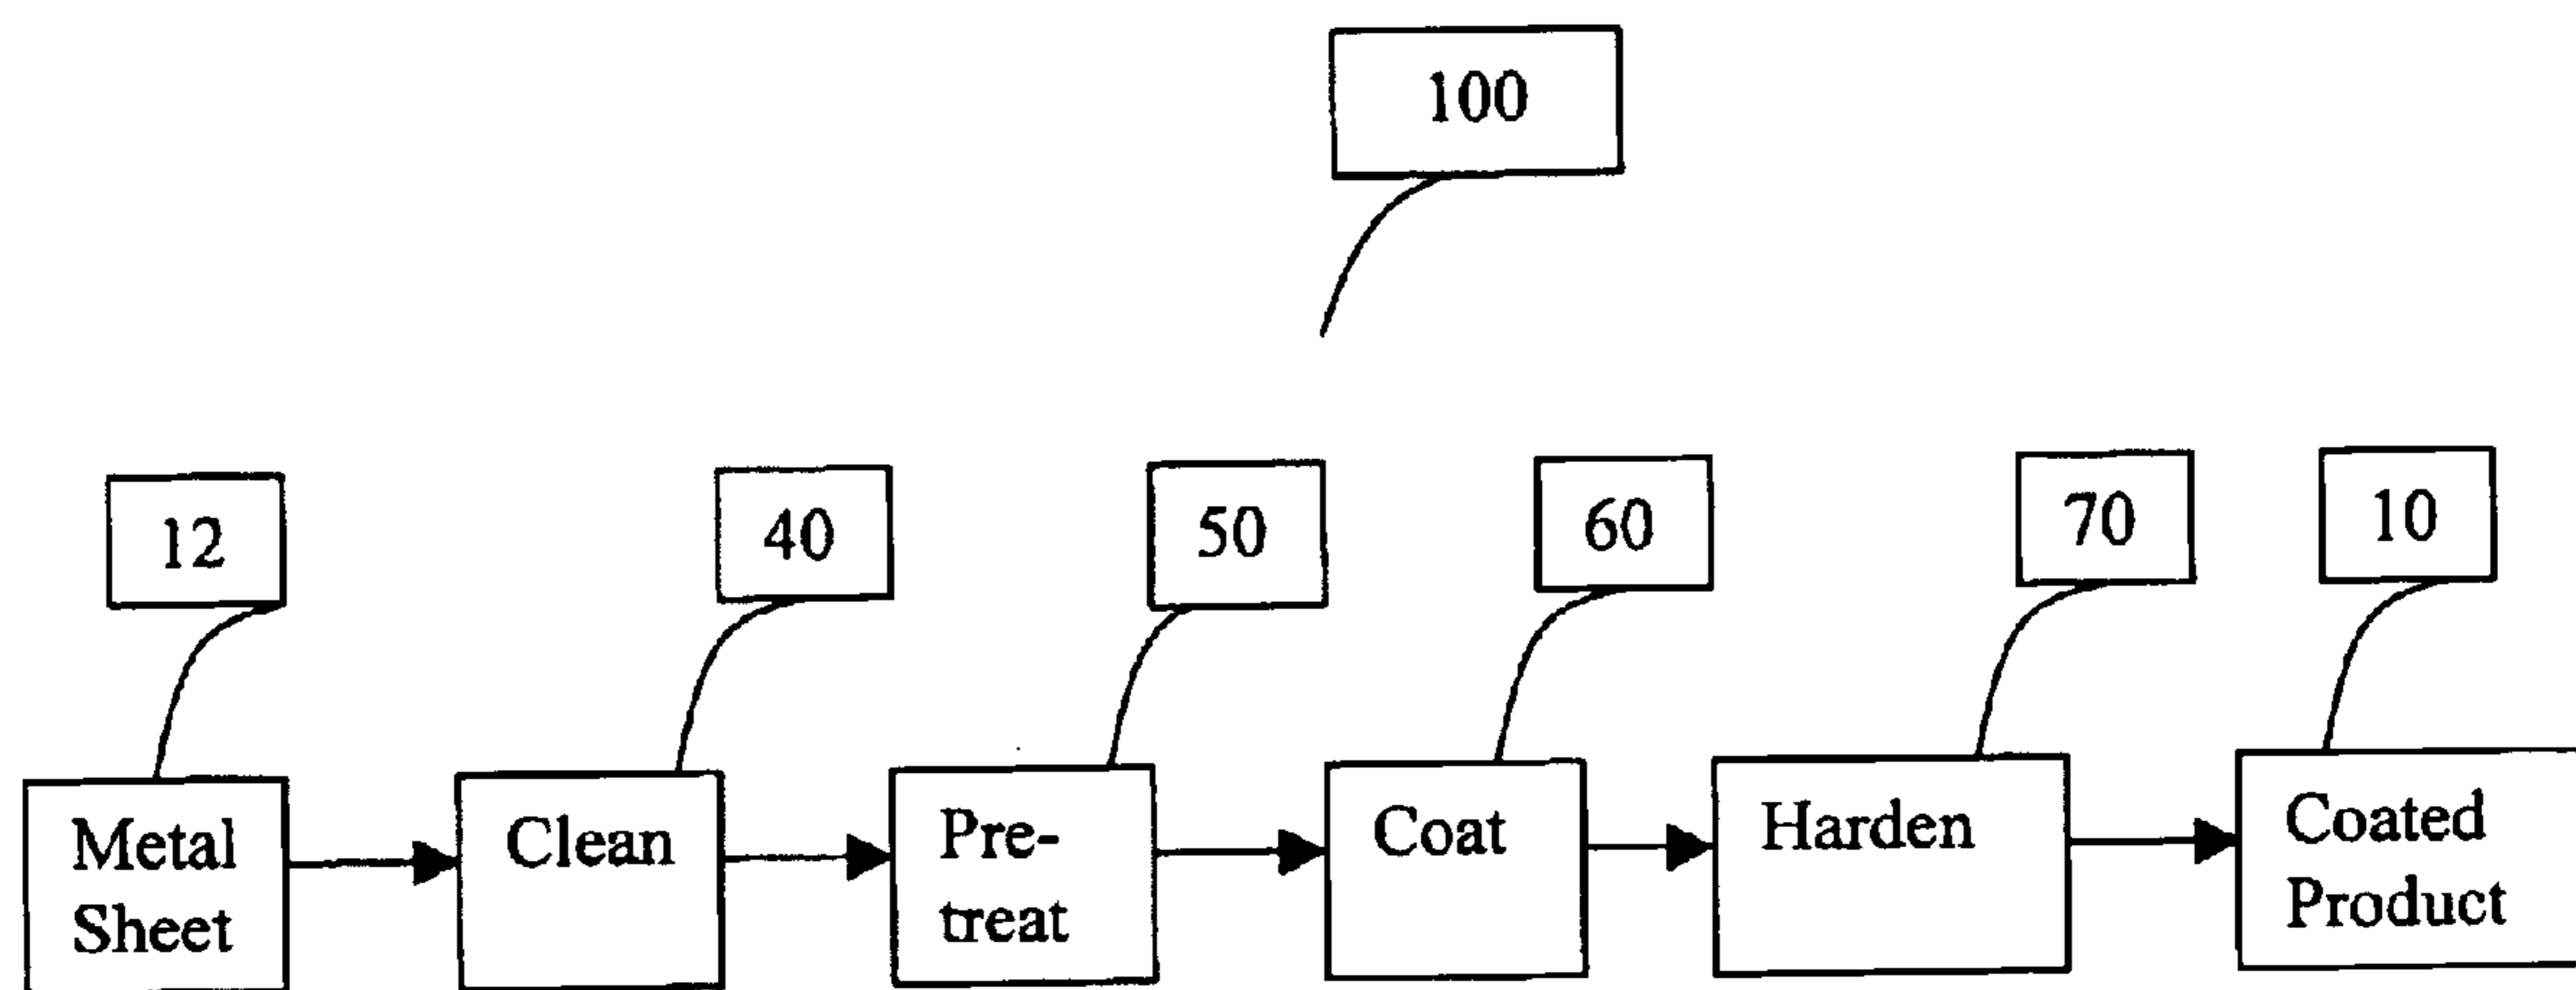 100
12
40
50
60
70
10
Metal
Sheet
Clean
Pre-
treat
Coat
Harden
Coated
Product